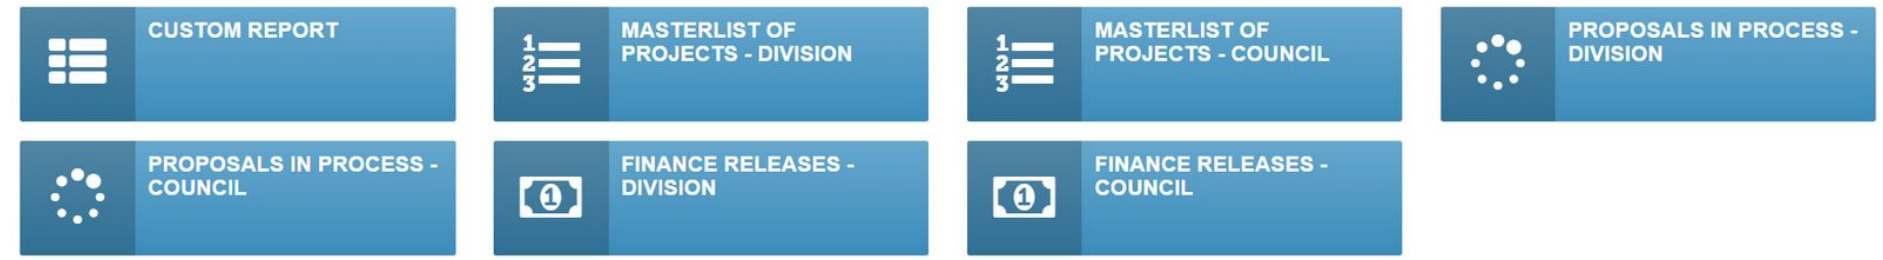 CUSTOM REPORT
MASTERLIST OF
PROJECTS - DIVISION
MASTERLIST OF
PROJECTS - COUNCIL
PROPOSALS IN PROCESS -
DIVISION
PROPOSALS IN PROCESS -
COUNCIL
FINANCE RELEASES -
DIVISION
FINANCE RELEASES -
COUNCIL